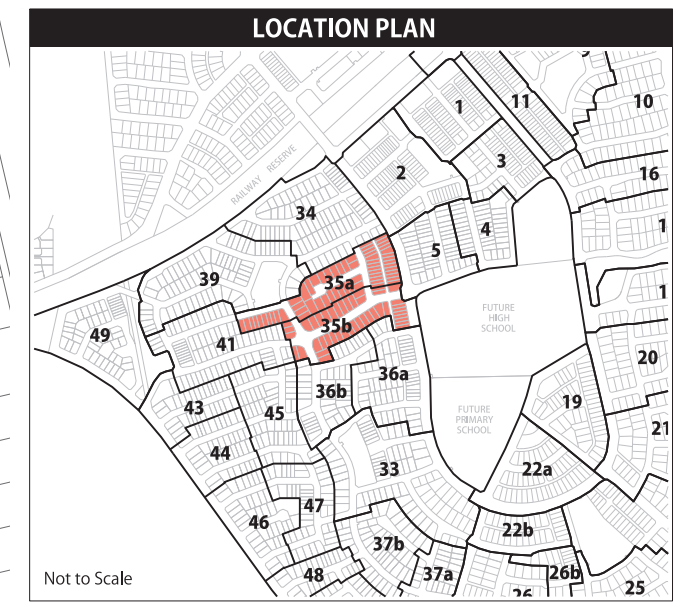 LOCATION PLAN
9
11
10
1
2
3
16
RAILWAY RESERVE
34
4
5
1
39
35a
35b
1
49
41
FUTURE
HIGH
SCHOOL
20
36a
36b
43
45
19
FUTURE
PRIMARY
SCHOOL
21
44
33
22a
46
47
22b
37b
48
37a
26b
26
25
Not to Scale